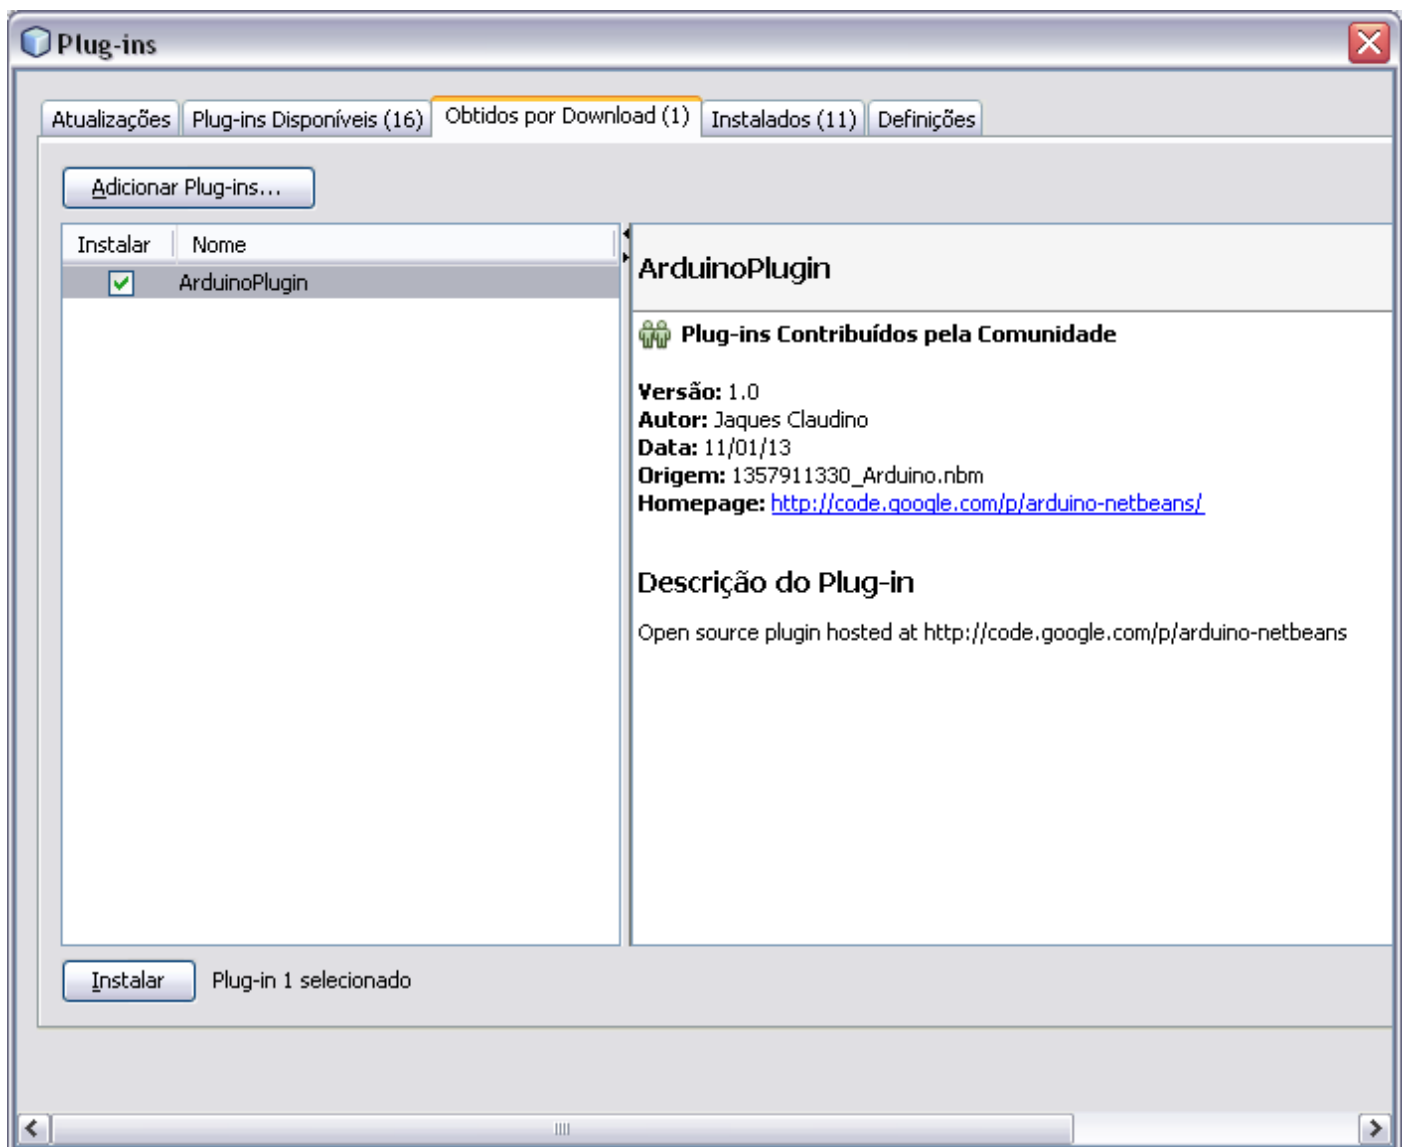 Plug-ins
Atualizações
Plug-ins Disponíveis (16)
Obtidos por Download (1)
Instalados (11)
Definições
Adicionar Plug-ins...
Instalar
Nome
ArduinoPlugin
ArduinoPlugin
Plug-ins Contribuídos pela Comunidade
Versão: 1.0
Autor: Jaques Claudino
Data: 11/01/13
Origem: 1357911330_Arduino.nbm
Homepage: http://code.google.com/p/arduino-netbeans/
Descrição do Plug-in
Open source plugin hosted at http://code.google.com/p/arduino-netbeans
Instalar
Plug-in 1 selecionado